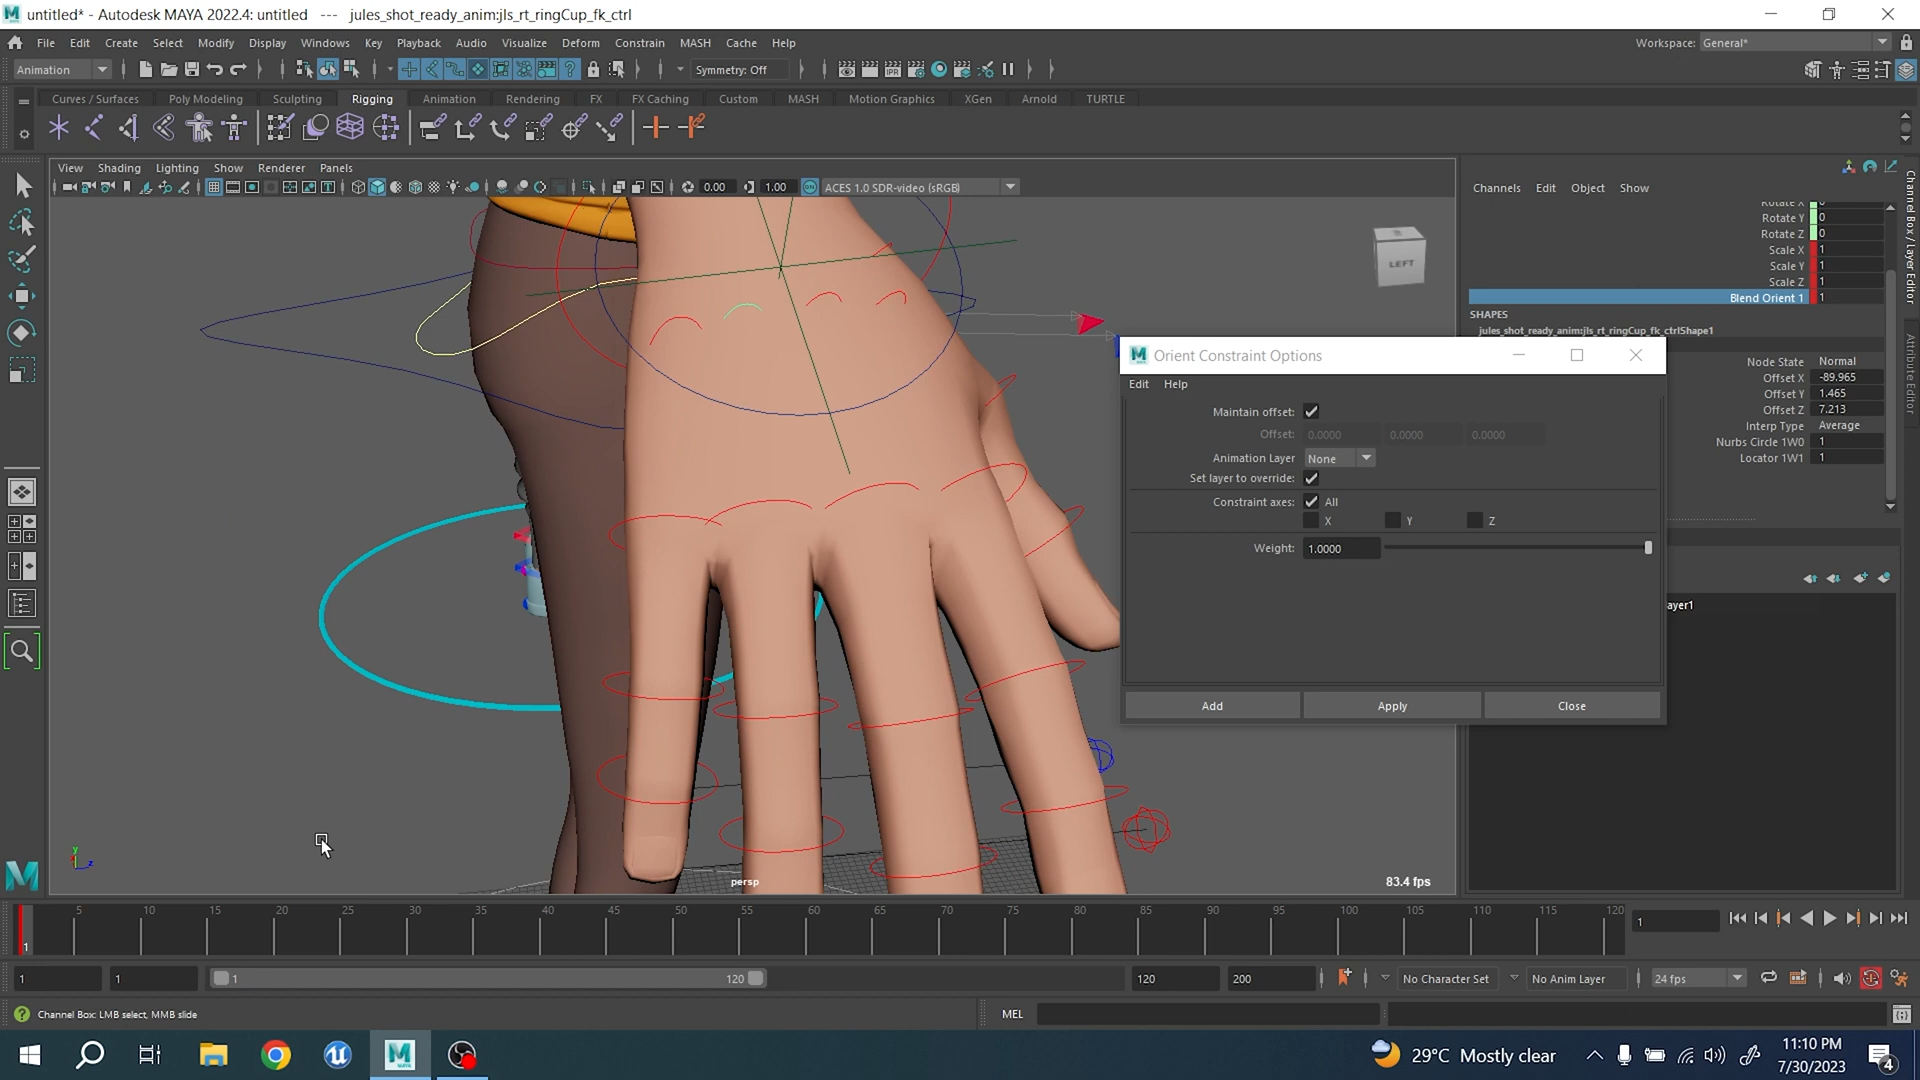 untitled* - Autodesk MAYA 2022.4: untitled --- jules_shot_ready_anim:jls_rt_ringCup_fk_ctrl
File Edit Create Select Modify Display Windows Key Playback Audio Visualize Deform Constrain MASH Cache Help
Workspace: General*
Animation
Symmetry: Off
IPR
Curves / Surfaces Poly Modeling Sculpting Rigging Animation Rendering FX FX Caching Custom MASH Motion Graphics XGen Arnold TURTLE
View Shading Lighting Show Renderer Panels
0.00 1.00 ACES 1.0 SDR-video (sRGB)
Channels Edit Object Show
Rotate X 0
Rotate Y 0
Rotate Z 0
Scale X 1
Scale Y 1
Scale Z 1
Blend Orient 1 1
SHAPES
jules_shot_ready_anim:jls_rt_ringCup_fk_ctrlShape1
Node State Normal
Offset X -89.965
Offset Y 1.465
Offset Z 7.213
Interp Type Average
Nurbs Circle 1W0 1
Locator 1W1 1
Channel Box / Layer Editor
Attribute Editor
LEFT
Orient Constraint Options
Edit Help
Maintain offset:
Offset: 0.0000 0.0000 0.0000
Animation Layer None
Set layer to override:
Constraint axes: All
X Y Z
Weight: 1.0000
Add Apply Close
ayer1
y
z
persp
83.4 fps
5 10 15 20 25 30 35 40 45 50 55 60 65 70 75 80 85 90 95 100 105 110 115 120
1
1
1 1 1 120 120 200 No Character Set No Anim Layer 24 fps
Channel Box: LMB select, MMB slide
MEL
29°C Mostly clear
11:10 PM
7/30/2023
4